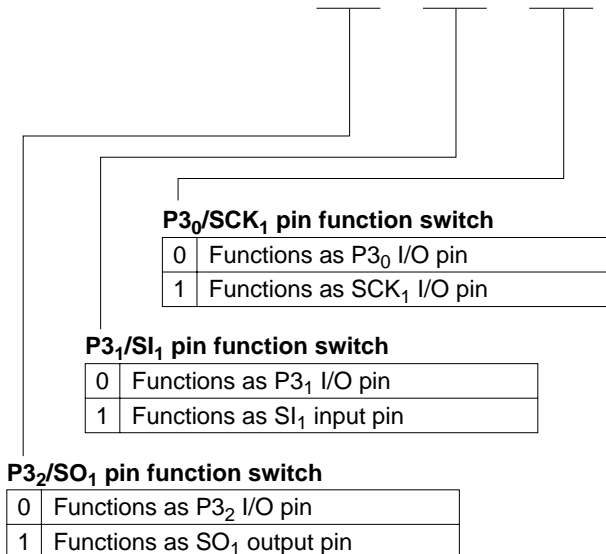 P3₀/SCK₁ pin function switch
0 Functions as P3₀ I/O pin
1 Functions as SCK₁ I/O pin
P3₁/SI₁ pin function switch
0 Functions as P3₁ I/O pin
1 Functions as SI₁ input pin
P3₂/SO₁ pin function switch
0 Functions as P3₂ I/O pin
1 Functions as SO₁ output pin